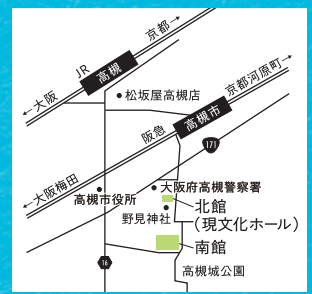 京都→
JR
高槻
←大阪
松坂屋高槻店
京都河原町→
高槻市
阪急
171
←大阪梅田
大阪府高槻警察署
高槻市役所
北館
(現文化ホール)
野見神社
南館
16
高槻城公園